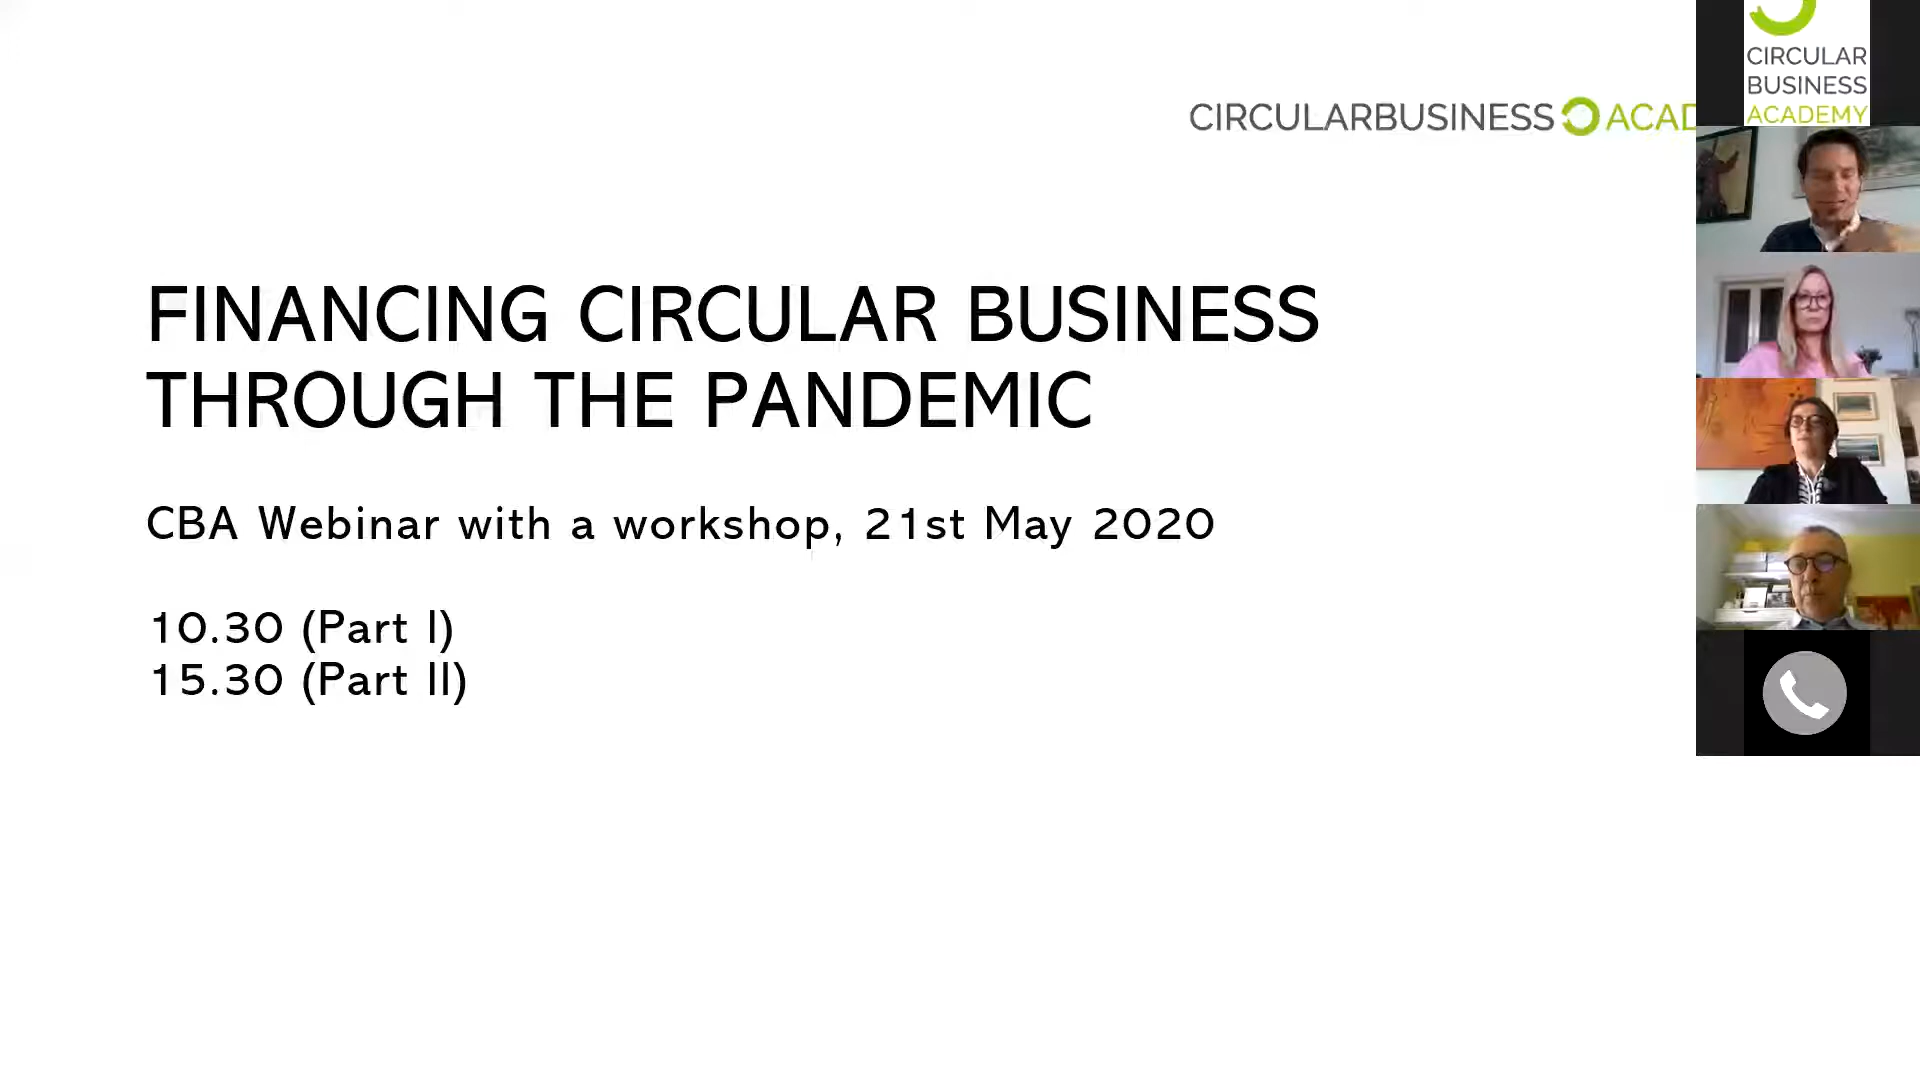 CIRCULARBUSINESS ACAD
FINANCING CIRCULAR BUSINESS
THROUGH THE PANDEMIC
CBA Webinar with a workshop, 21st May 2020
10.30 (Part I)
15.30 (Part II)
CIRCULAR
BUSINESS
ACADEMY